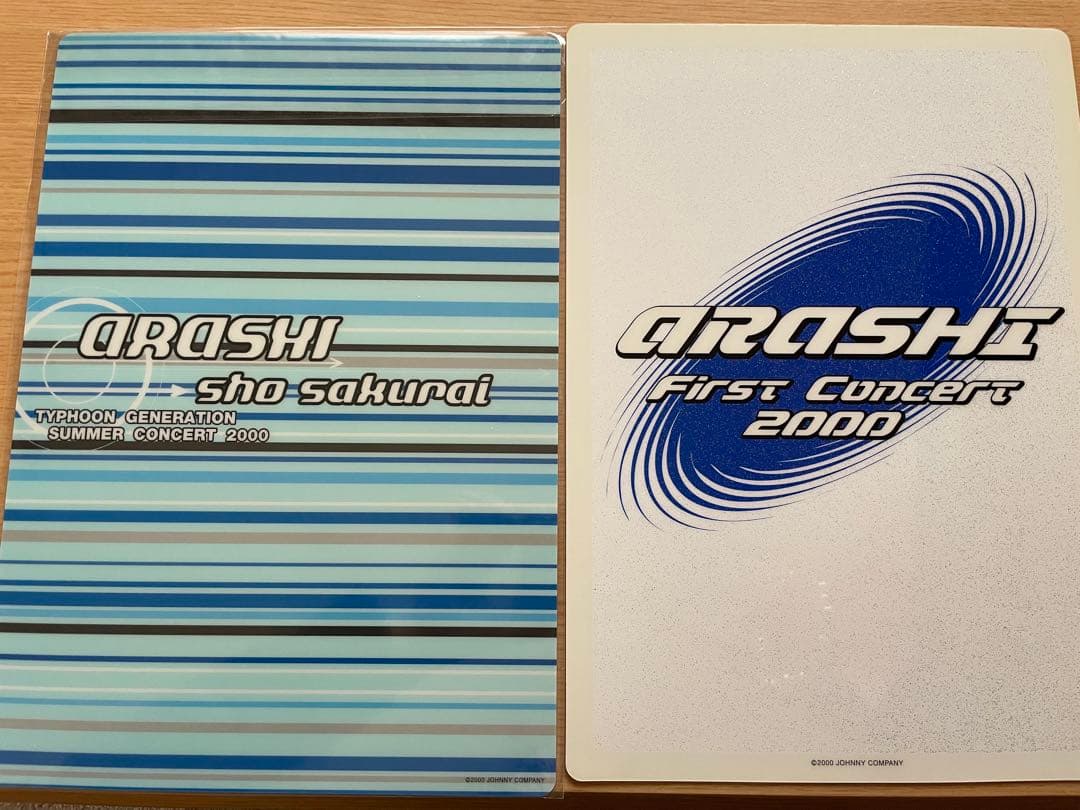 ARASHI
sho sakurai
TYPHOON GENERATION
SUMMER CONCERT 2000
©2000 JOHNNY COMPANY
ARASHI
First Concert
2000
©2000 JOHNNY COMPANY